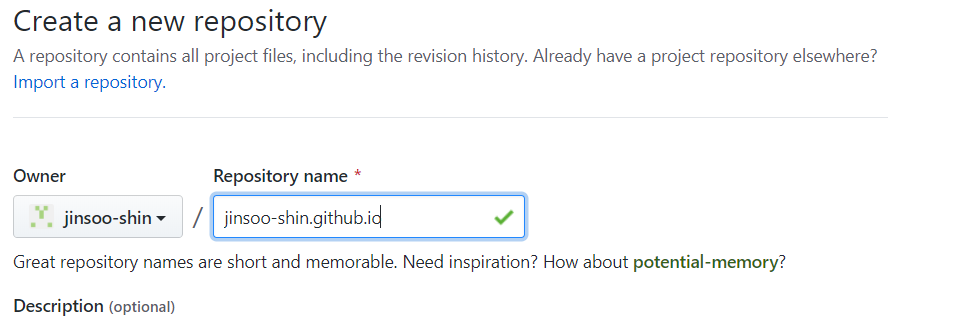 Create a new repository
A repository contains all project files, including the revision history. Already have a project repository elsewhere?
Import a repository.
Owner
Repository name *
jinsoo-shin
/
jinsoo-shin.github.io
Great repository names are short and memorable. Need inspiration? How about potential-memory?
Description (optional)